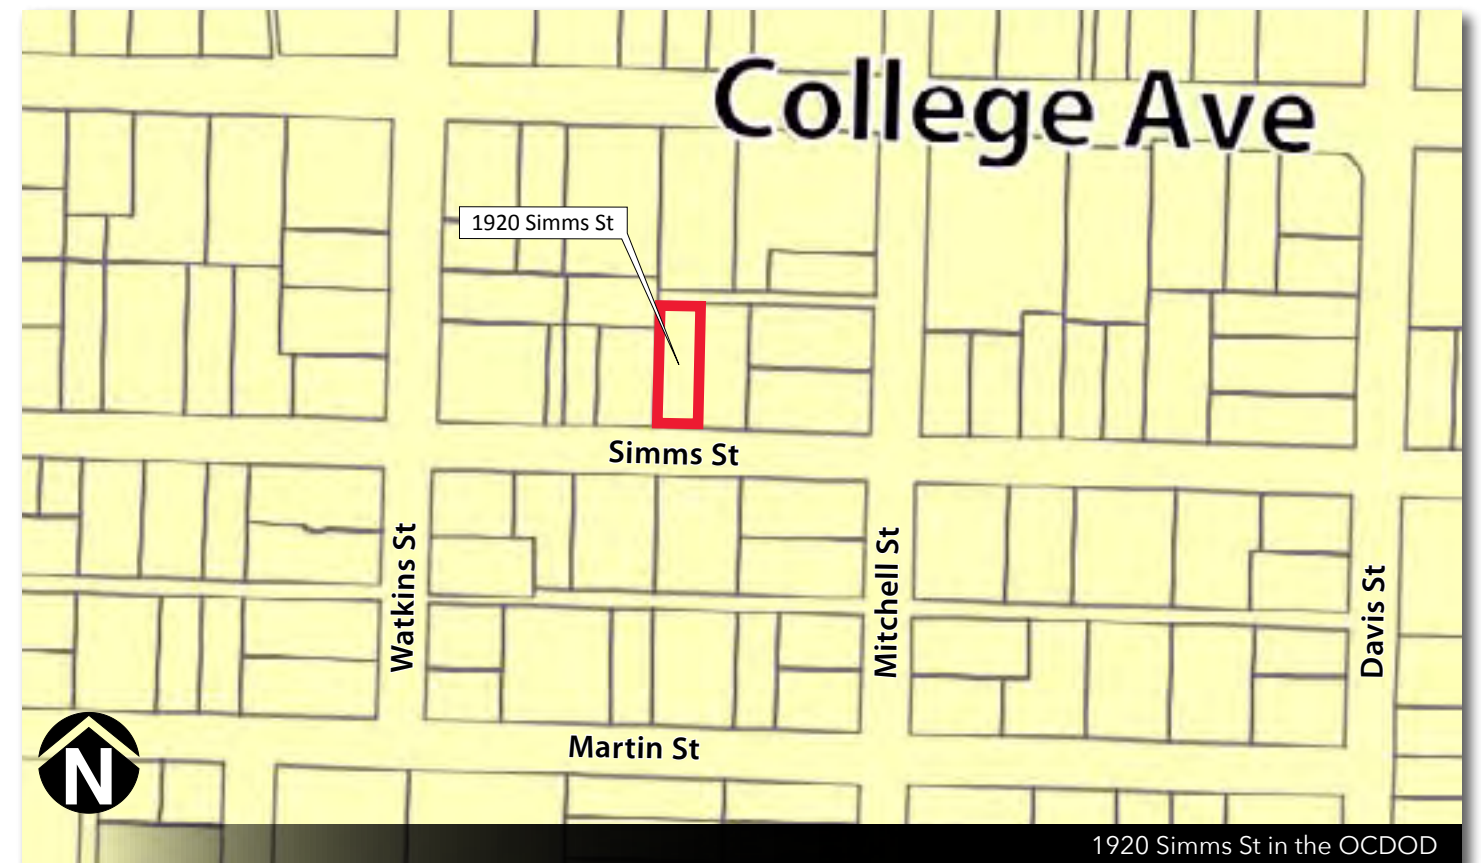 College Ave
1920 Simms St
Simms St
Watkins St
Mitchell St
Davis St
Martin St
N
1920 Simms St in the OCDOD